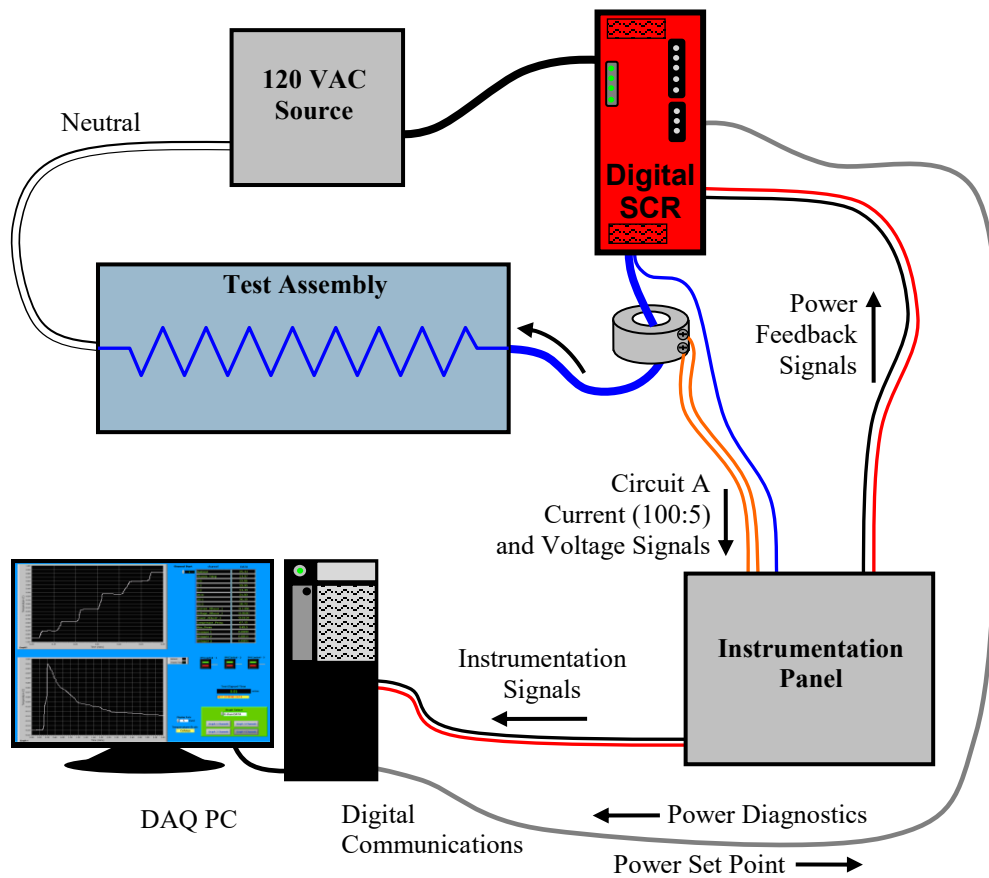 120 VAC
Source
Neutral
Digital
SCR
Test Assembly
Power
Feedback
Signals
Circuit A
Current (100:5)
and Voltage Signals
Instrumentation
Panel
Instrumentation
Signals
DAQ PC
Digital
Communications
Power Diagnostics
Power Set Point